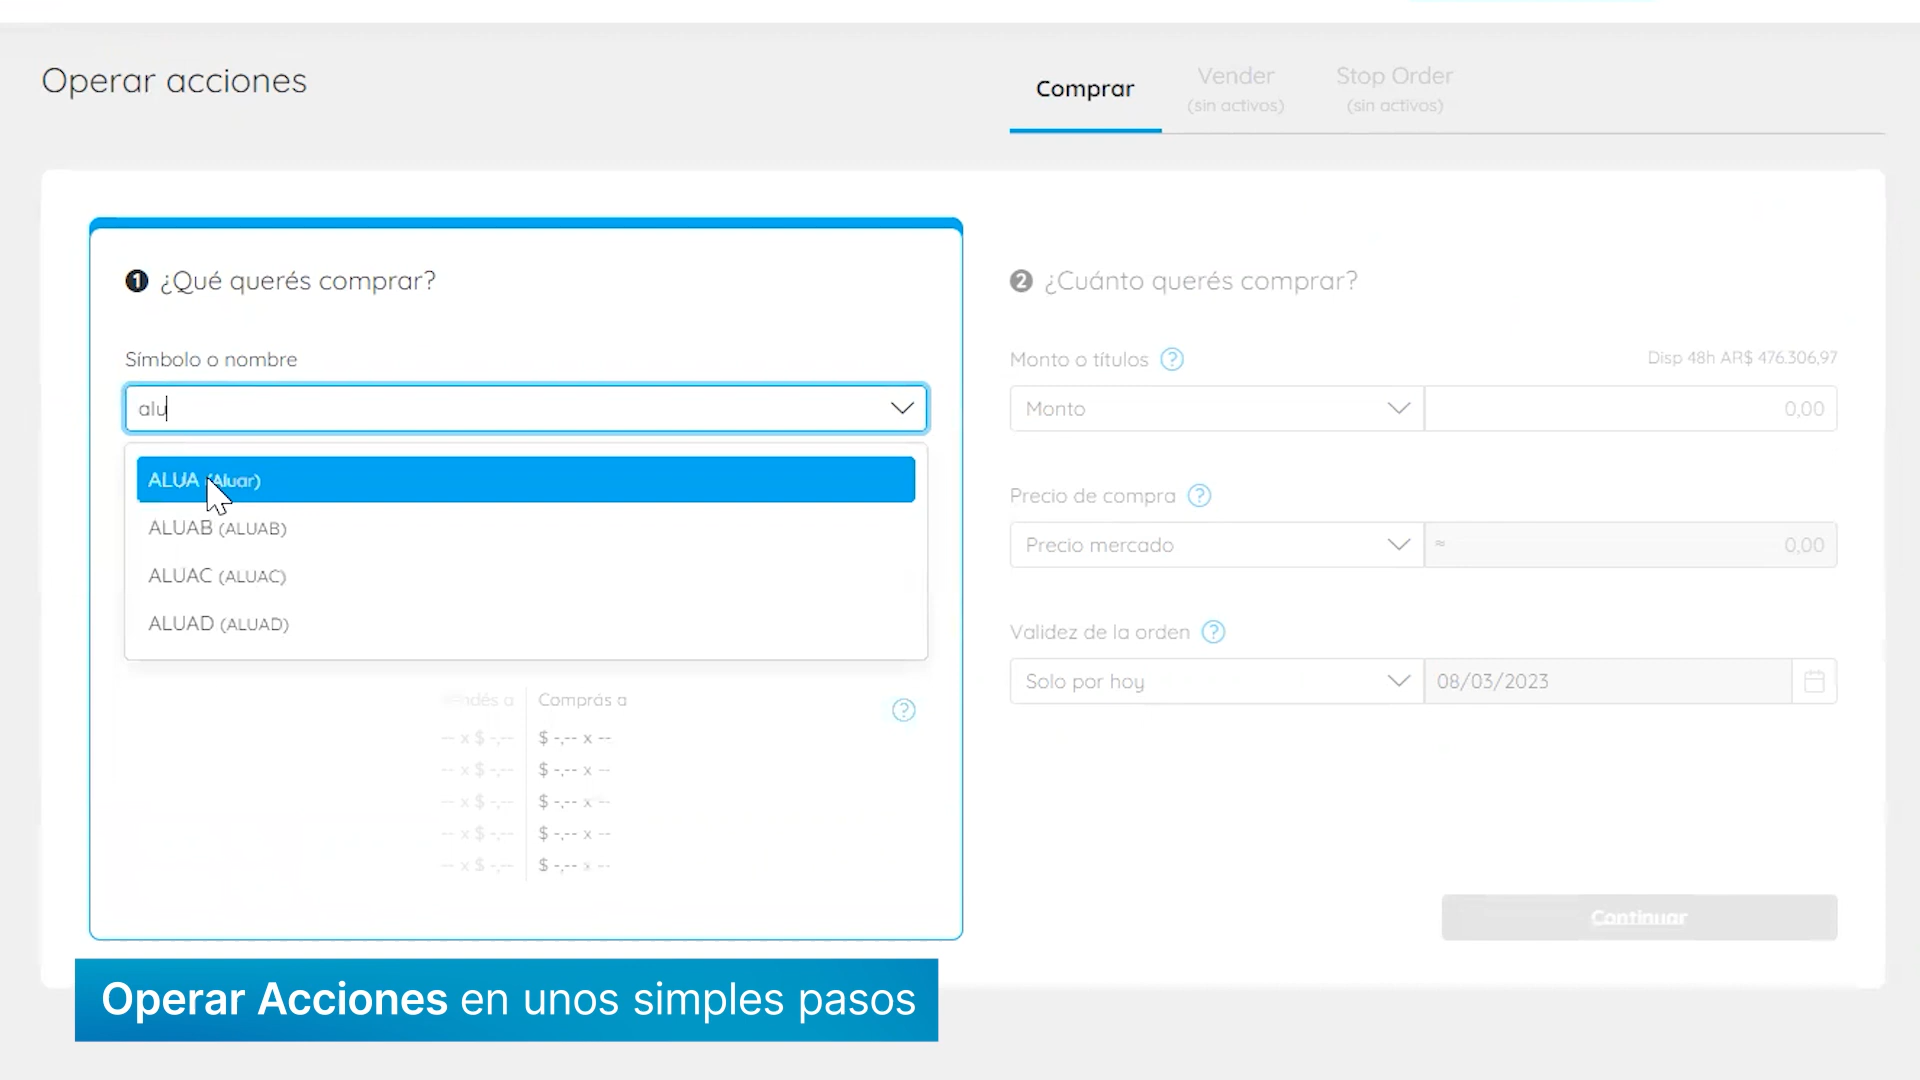 Operar acciones
Comprar
Vender
(sin activos)
Stop Order
(sin activos)
1 ¿Qué querés comprar?
Símbolo o nombre
alu
ALUA (Aluar)
ALUAB (ALUAB)
ALUAC (ALUAC)
ALUAD (ALUAD)
Vendés a
Comprás a
-- x $ -,-- $ -,-- x --
-- x $ -,-- $ -,-- x --
-- x $ -,-- $ -,-- x --
-- x $ -,-- $ -,-- x --
-- x $ -,-- $ -,-- x --
2 ¿Cuánto querés comprar?
Monto o títulos ?
Disp 48h AR$ 476.306,97
Monto
0,00
Precio de compra ?
Precio mercado
≈ 0,00
Validez de la orden ?
Solo por hoy
08/03/2023
Continuar
Operar Acciones en unos simples pasos